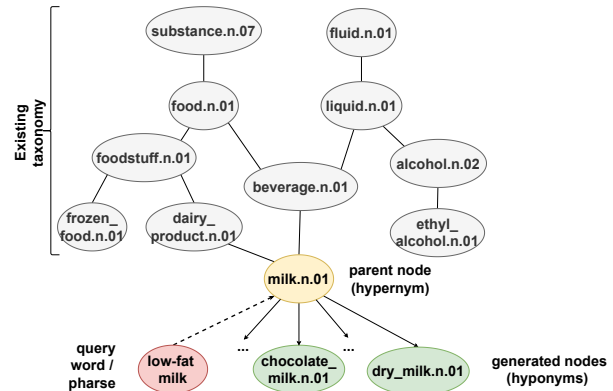 substance.n.07
fluid.n.01
food.n.01
liquid.n.01
Existing
taxonomy
foodstuff.n.01
alcohol.n.02
beverage.n.01
frozen_
food.n.01
dairy_
product.n.01
ethyl_
alcohol.n.01
milk.n.01
parent node
(hypernym)
query
word /
pharse
low-fat
milk
...
chocolate_
milk.n.01
...
dry_milk.n.01
generated nodes
(hyponyms)